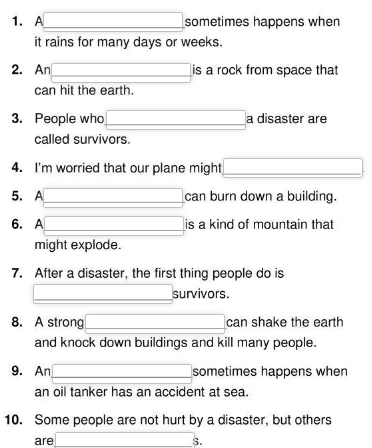 1. A sometimes happens when
it rains for many days or weeks.
2. An is a rock from space that
can hit the earth.
3. People who a disaster are
called survivors.
4. I'm worried that our plane might
5. A can burn down a building.
6. A is a kind of mountain that
might explode.
7. After a disaster, the first thing people do is
survivors.
8. A strong can shake the earth
and knock down buildings and kill many people.
9. An sometimes happens when
an oil tanker has an accident at sea.
10. Some people are not hurt by a disaster, but others
are s.